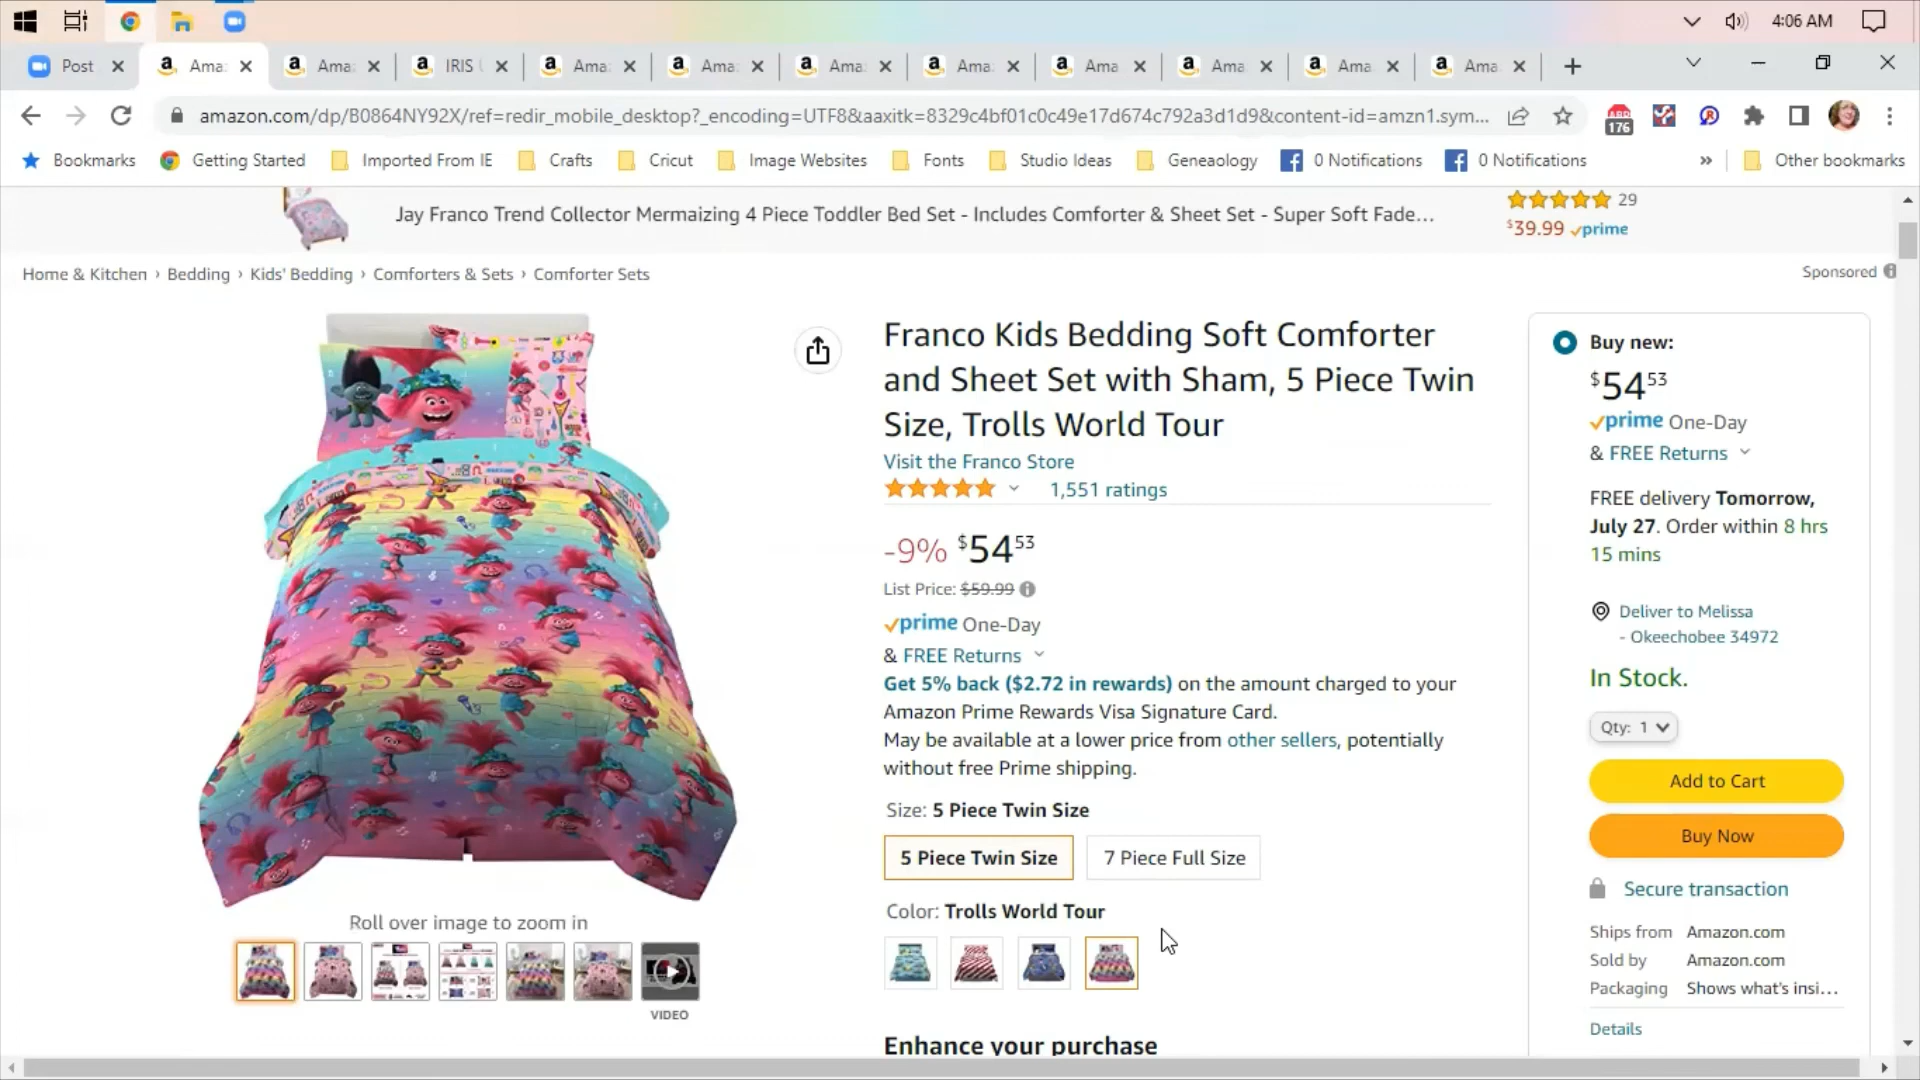 4:06 AM
Post
Ama
Ama
IRIS
Ama
Ama
Ama
Ama
Ama
Ama
Ama
Ama
amazon.com/dp/B0864NY92X/ref=redir_mobile_desktop?_encoding=UTF8&aaxitk=8329c4bf01c0c49e17d674c792a3d1d9&content-id=amzn1.sym...
176
Bookmarks Getting Started Imported From IE Crafts Cricut Image Websites Fonts Studio Ideas Geneaology 0 Notifications 0 Notifications » Other bookmarks
Jay Franco Trend Collector Mermaizing 4 Piece Toddler Bed Set - Includes Comforter & Sheet Set - Super Soft Fade...
29
$39.99 prime
Home & Kitchen › Bedding › Kids' Bedding › Comforters & Sets › Comforter Sets
Sponsored
Roll over image to zoom in
VIDEO
Franco Kids Bedding Soft Comforter
and Sheet Set with Sham, 5 Piece Twin
Size, Trolls World Tour
Visit the Franco Store
1,551 ratings
-9% $54 53
List Price: $59.99
prime One-Day
& FREE Returns
Get 5% back ($2.72 in rewards) on the amount charged to your
Amazon Prime Rewards Visa Signature Card.
May be available at a lower price from other sellers, potentially
without free Prime shipping.
Size: 5 Piece Twin Size
5 Piece Twin Size
7 Piece Full Size
Color: Trolls World Tour
Enhance your purchase
Buy new:
$54 53
prime One-Day
& FREE Returns
FREE delivery Tomorrow,
July 27. Order within 8 hrs
15 mins
Deliver to Melissa
- Okeechobee 34972
In Stock.
Qty: 1
Add to Cart
Buy Now
Secure transaction
Ships from Amazon.com
Sold by Amazon.com
Packaging Shows what's insi...
Details